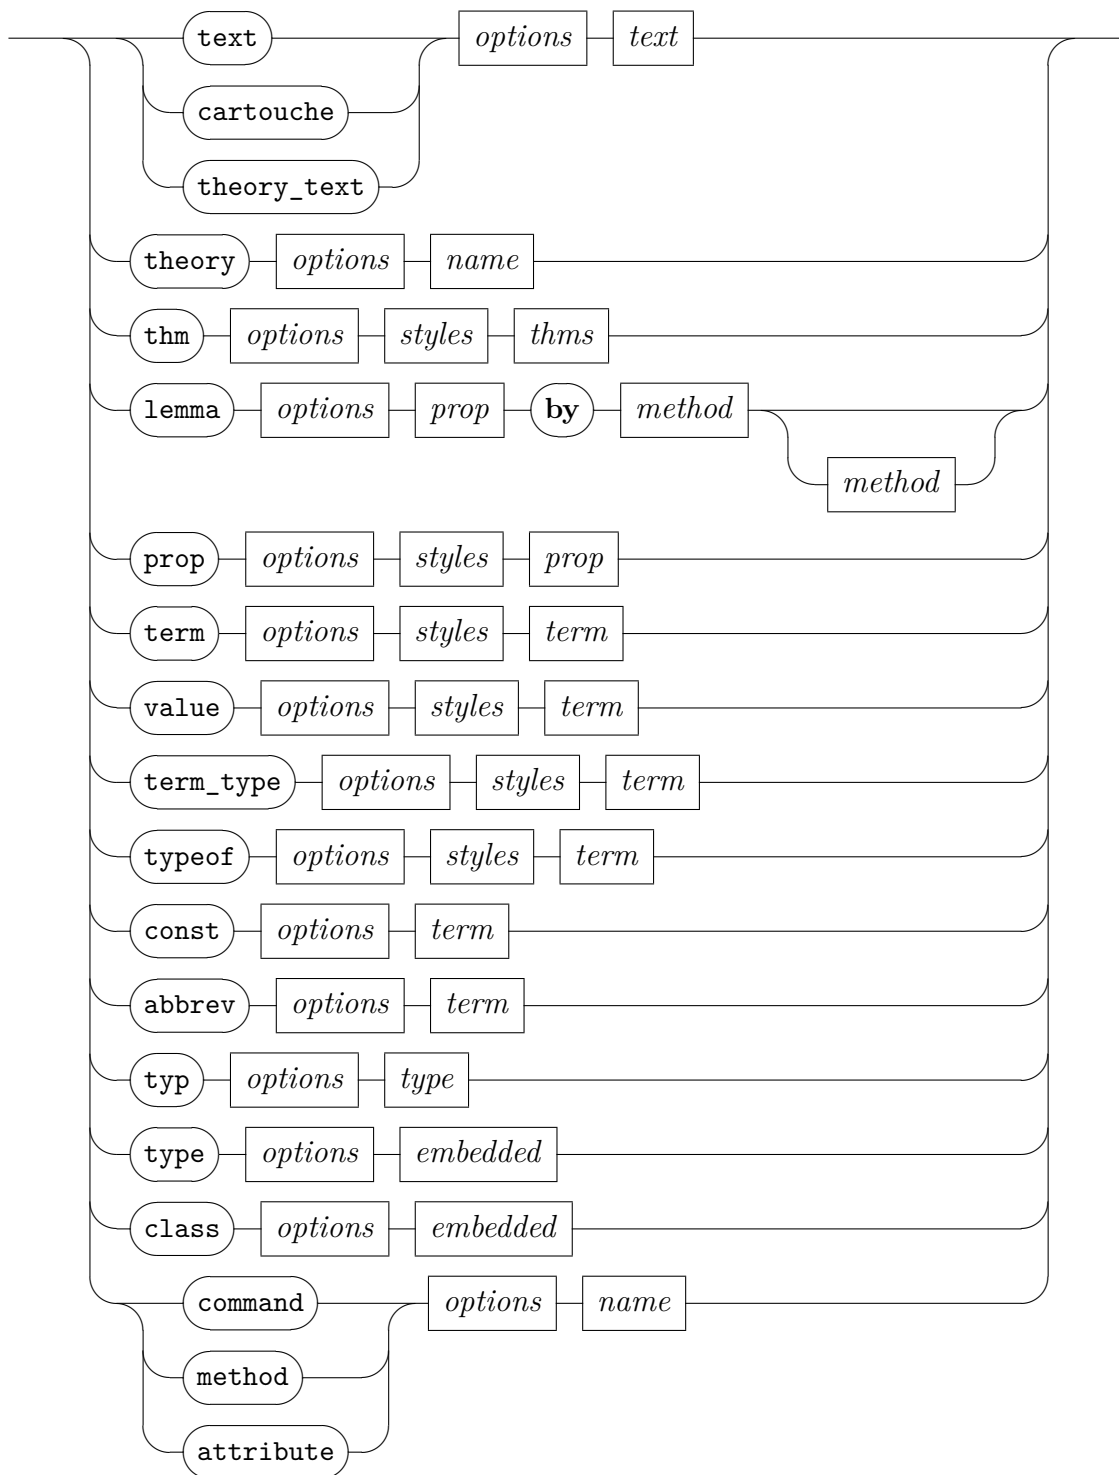 text options text
cartouche
theory_text
theory options name
thm options styles thms
lemma options prop by method
method
prop options styles prop
term options styles term
value options styles term
term_type options styles term
typeof options styles term
const options term
abbrev options term
typ options type
type options embedded
class options embedded
command options name
method
attribute